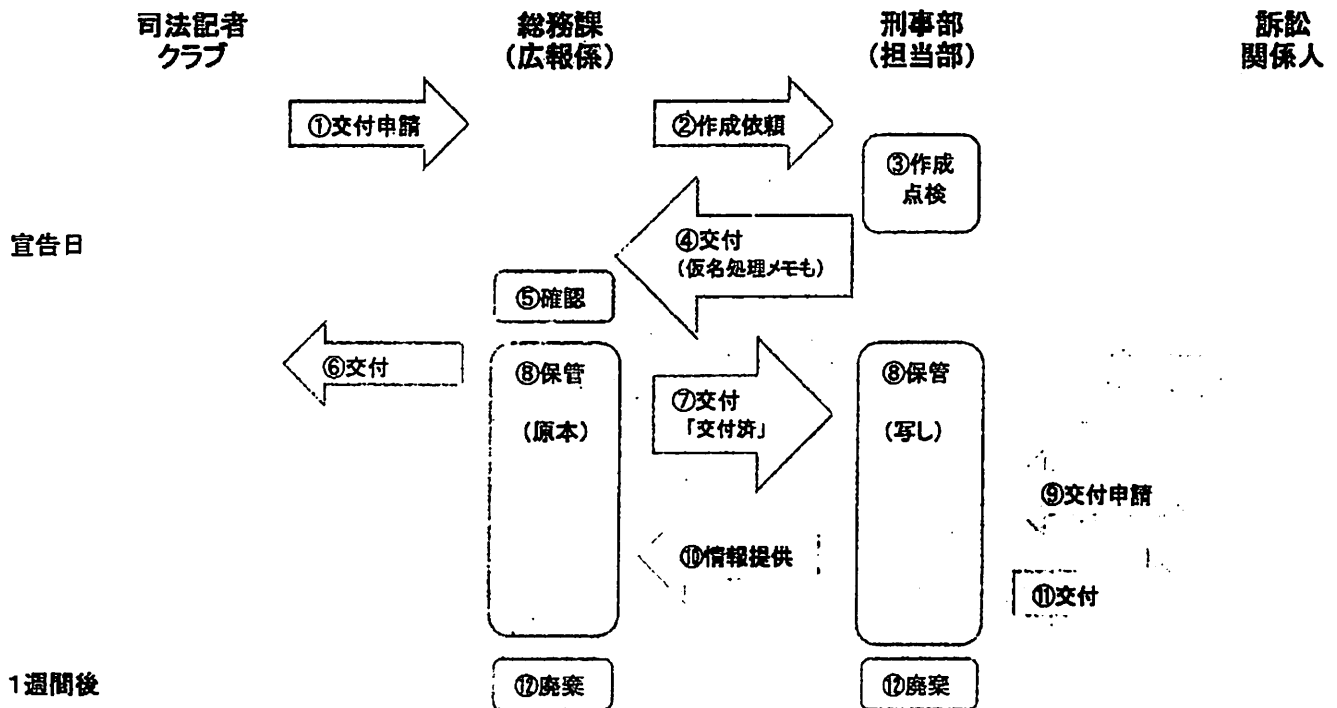 司法記者
クラブ
総務課
(広報係)
刑事部
(担当部)
訴訟
関係人
①交付申請
②作成依頼
③作成
点検
宣告日
④交付
(仮名処理メモも)
⑤確認
⑥交付
⑧保管
(原本)
⑦交付
「交付済」
⑧保管
(写し)
⑨交付申請
⑩情報提供
⑪交付
1週間後
⑫廃棄
⑫廃棄